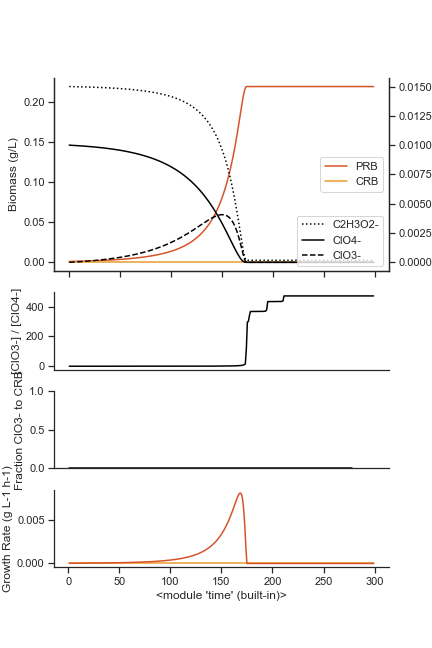 0.20
0.15
0.10
0.05
0.00
Biomass (g/L)
0.0150
0.0125
0.0100
0.0075
0.0050
0.0025
0.0000
PRB
CRB
C2H3O2-
ClO4-
ClO3-
400
200
0
[ClO3-] / [ClO4-]
1.0
0.5
0.0
Fraction ClO3- to CRB
0.005
0.000
Growth Rate (g L-1 h-1)
0 50 100 150 200 250 300
<module 'time' (built-in)>